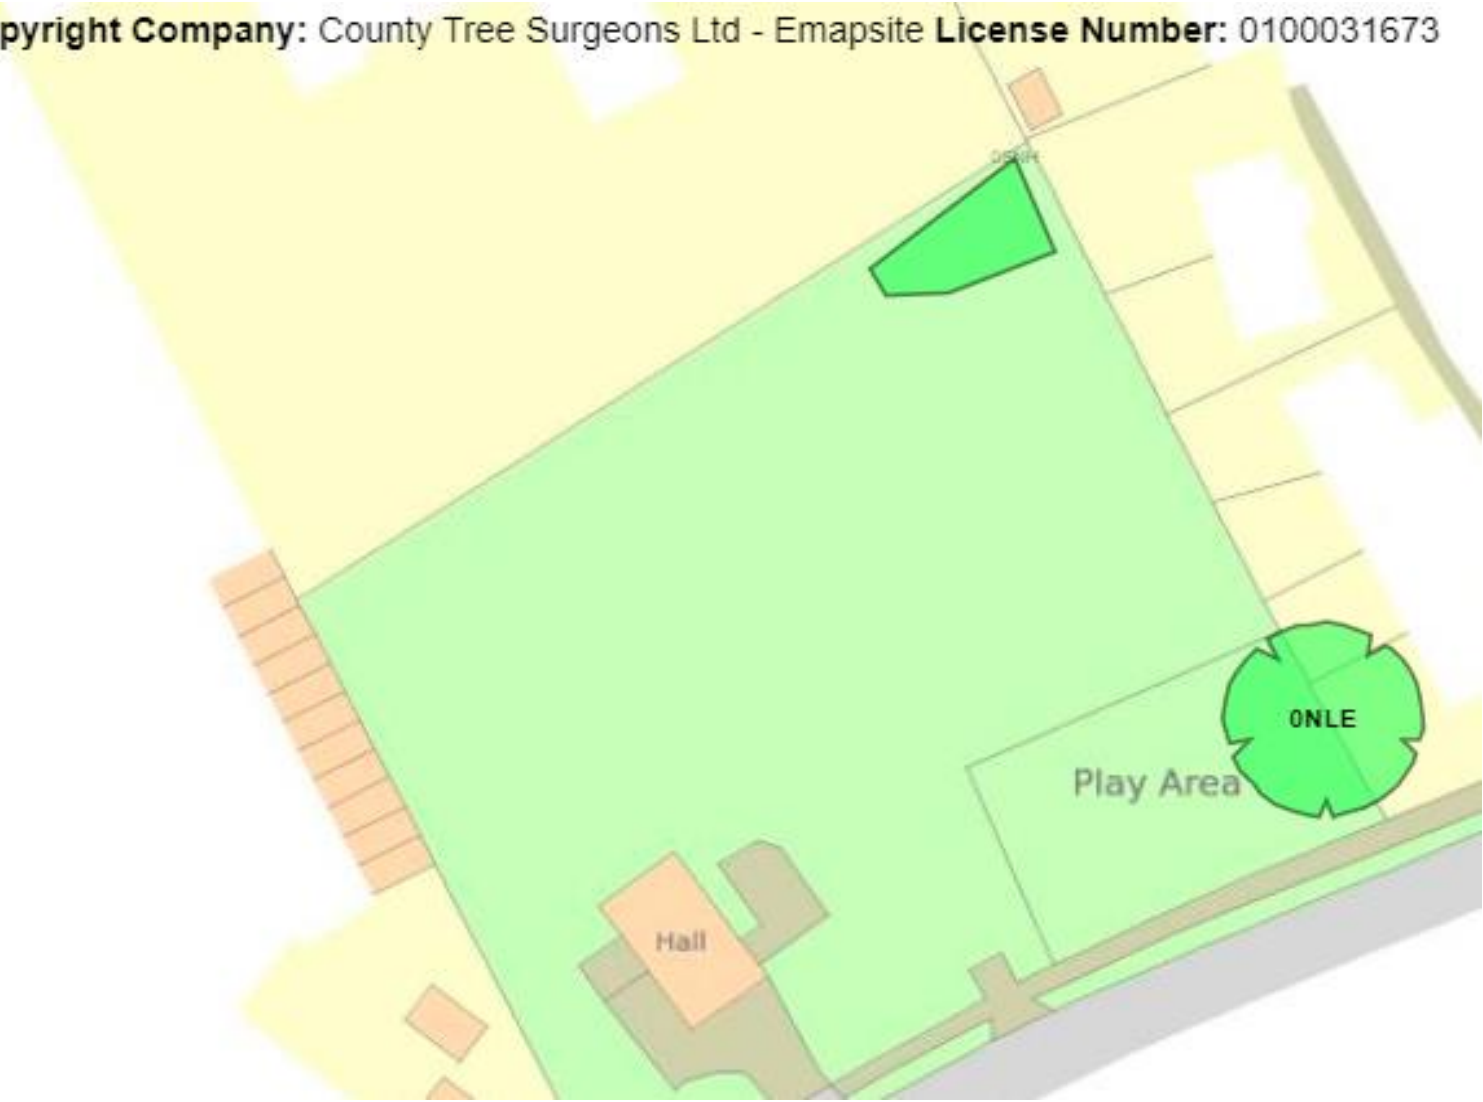 pyright Company: County Tree Surgeons Ltd - Emapsite License Number: 0100031673
0NLE
Play Area
Hall